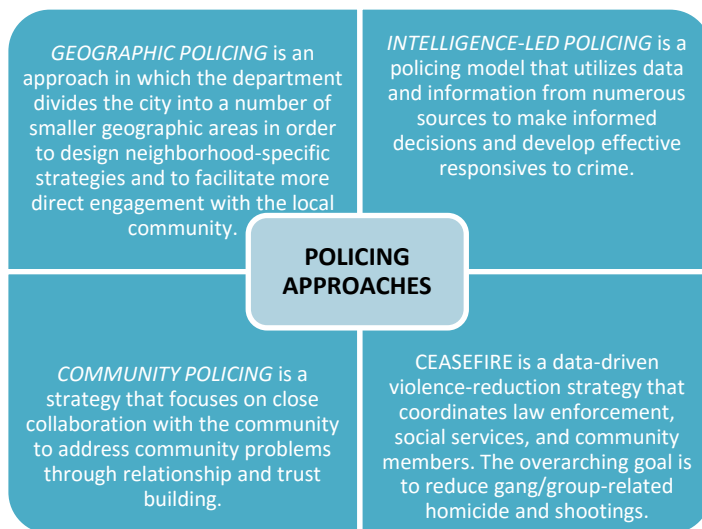 GEOGRAPHIC POLICING is an
approach in which the department
divides the city into a number of
smaller geographic areas in order
to design neighborhood-specific
strategies and to facilitate more
direct engagement with the local
community.
INTELLIGENCE-LED POLICING is a
policing model that utilizes data
and information from numerous
sources to make informed
decisions and develop effective
responsives to crime.
POLICING
APPROACHES
COMMUNITY POLICING is a
strategy that focuses on close
collaboration with the community
to address community problems
through relationship and trust
building.
CEASEFIRE is a data-driven
violence-reduction strategy that
coordinates law enforcement,
social services, and community
members. The overarching goal is
to reduce gang/group-related
homicide and shootings.